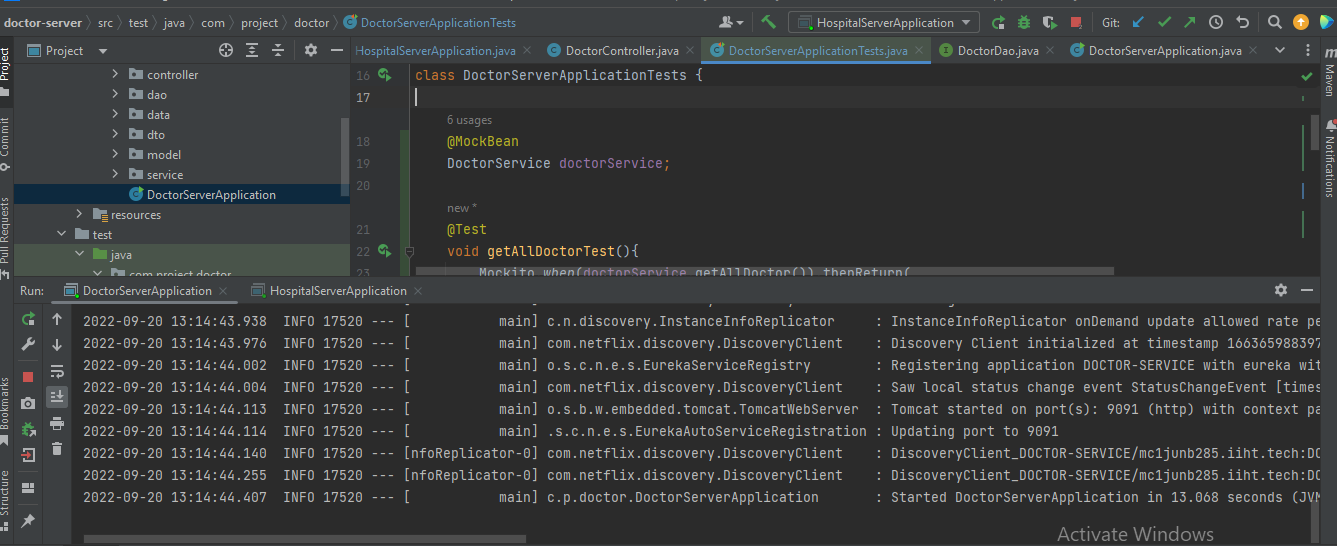 doctor-server src test java com project doctor DoctorServerApplicationTests
HospitalServerApplication
Git:
Project
HospitalServerApplication.java DoctorController.java DoctorServerApplicationTests.java DoctorDao.java DoctorServerApplication.java
Project
Commit
Pull Requests
Bookmarks
Structure
controller
dao
data
dto
model
service
DoctorServerApplication
resources
test
java
com.project.doctor
16 class DoctorServerApplicationTests {
17
6 usages
18 @MockBean
19 DoctorService doctorService;
20
new *
21 @Test
22 void getAllDoctorTest(){
23 Mockito.when(doctorService.getAllDoctor()).thenReturn(
Maven
Notifications
Run: DoctorServerApplication HospitalServerApplication
2022-09-20 13:14:43.938 INFO 17520 --- [ main] c.n.discovery.InstanceInfoReplicator : InstanceInfoReplicator onDemand update allowed rate pe
2022-09-20 13:14:43.976 INFO 17520 --- [ main] com.netflix.discovery.DiscoveryClient : Discovery Client initialized at timestamp 166365988397
2022-09-20 13:14:44.002 INFO 17520 --- [ main] o.s.c.n.e.s.EurekaServiceRegistry : Registering application DOCTOR-SERVICE with eureka wit
2022-09-20 13:14:44.004 INFO 17520 --- [ main] com.netflix.discovery.DiscoveryClient : Saw local status change event StatusChangeEvent [times
2022-09-20 13:14:44.113 INFO 17520 --- [ main] o.s.b.w.embedded.tomcat.TomcatWebServer : Tomcat started on port(s): 9091 (http) with context pa
2022-09-20 13:14:44.114 INFO 17520 --- [ main] .s.c.n.e.s.EurekaAutoServiceRegistration : Updating port to 9091
2022-09-20 13:14:44.140 INFO 17520 --- [nfoReplicator-0] com.netflix.discovery.DiscoveryClient : DiscoveryClient_DOCTOR-SERVICE/mc1junb285.iiht.tech:DO
2022-09-20 13:14:44.255 INFO 17520 --- [nfoReplicator-0] com.netflix.discovery.DiscoveryClient : DiscoveryClient_DOCTOR-SERVICE/mc1junb285.iiht.tech:DO
2022-09-20 13:14:44.407 INFO 17520 --- [ main] c.p.doctor.DoctorServerApplication : Started DoctorServerApplication in 13.068 seconds (JVM
Activate Windows